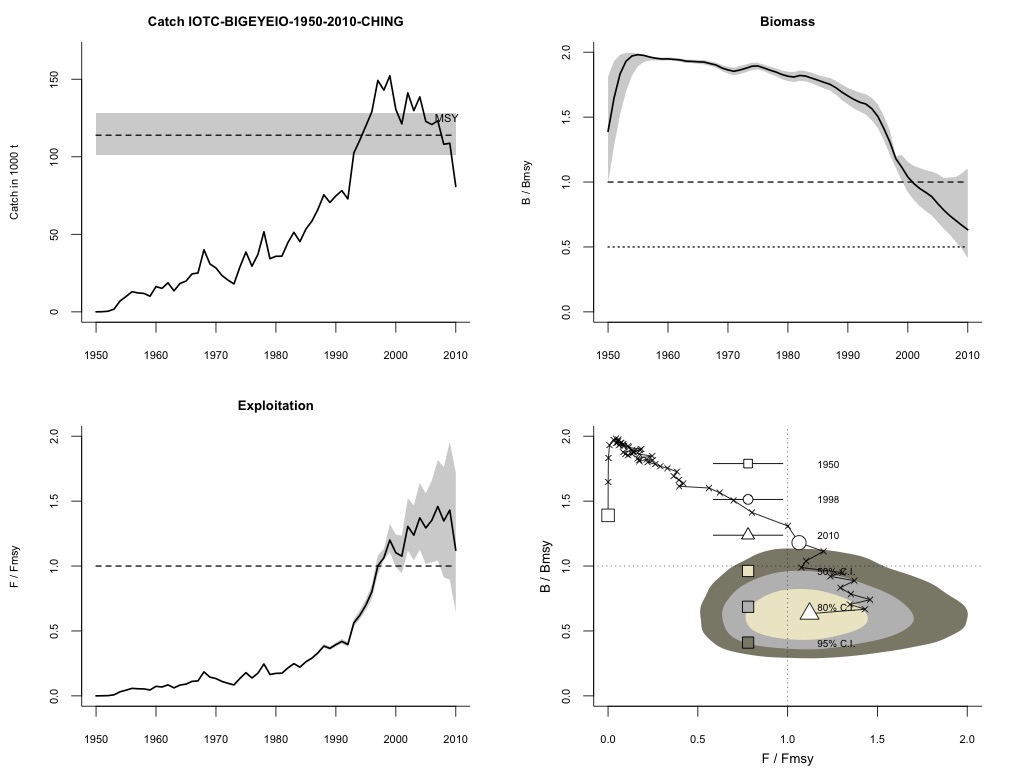 Catch IOTC-BIGEYEIO-1950-2010-CHING
Catch in 1000 t
150
100
50
0
MSY
1950 1960 1970 1980 1990 2000 2010
Biomass
B / Bmsy
2.0
1.5
1.0
0.5
0.0
1950 1960 1970 1980 1990 2000 2010
Exploitation
F / Fmsy
2.0
1.5
1.0
0.5
0.0
1950 1960 1970 1980 1990 2000 2010
B / Bmsy
2.0
1.5
1.0
0.5
0.0
1950
1998
2010
50% C.I.
80% C.I.
95% C.I.
0.0 0.5 1.0 1.5 2.0
F / Fmsy